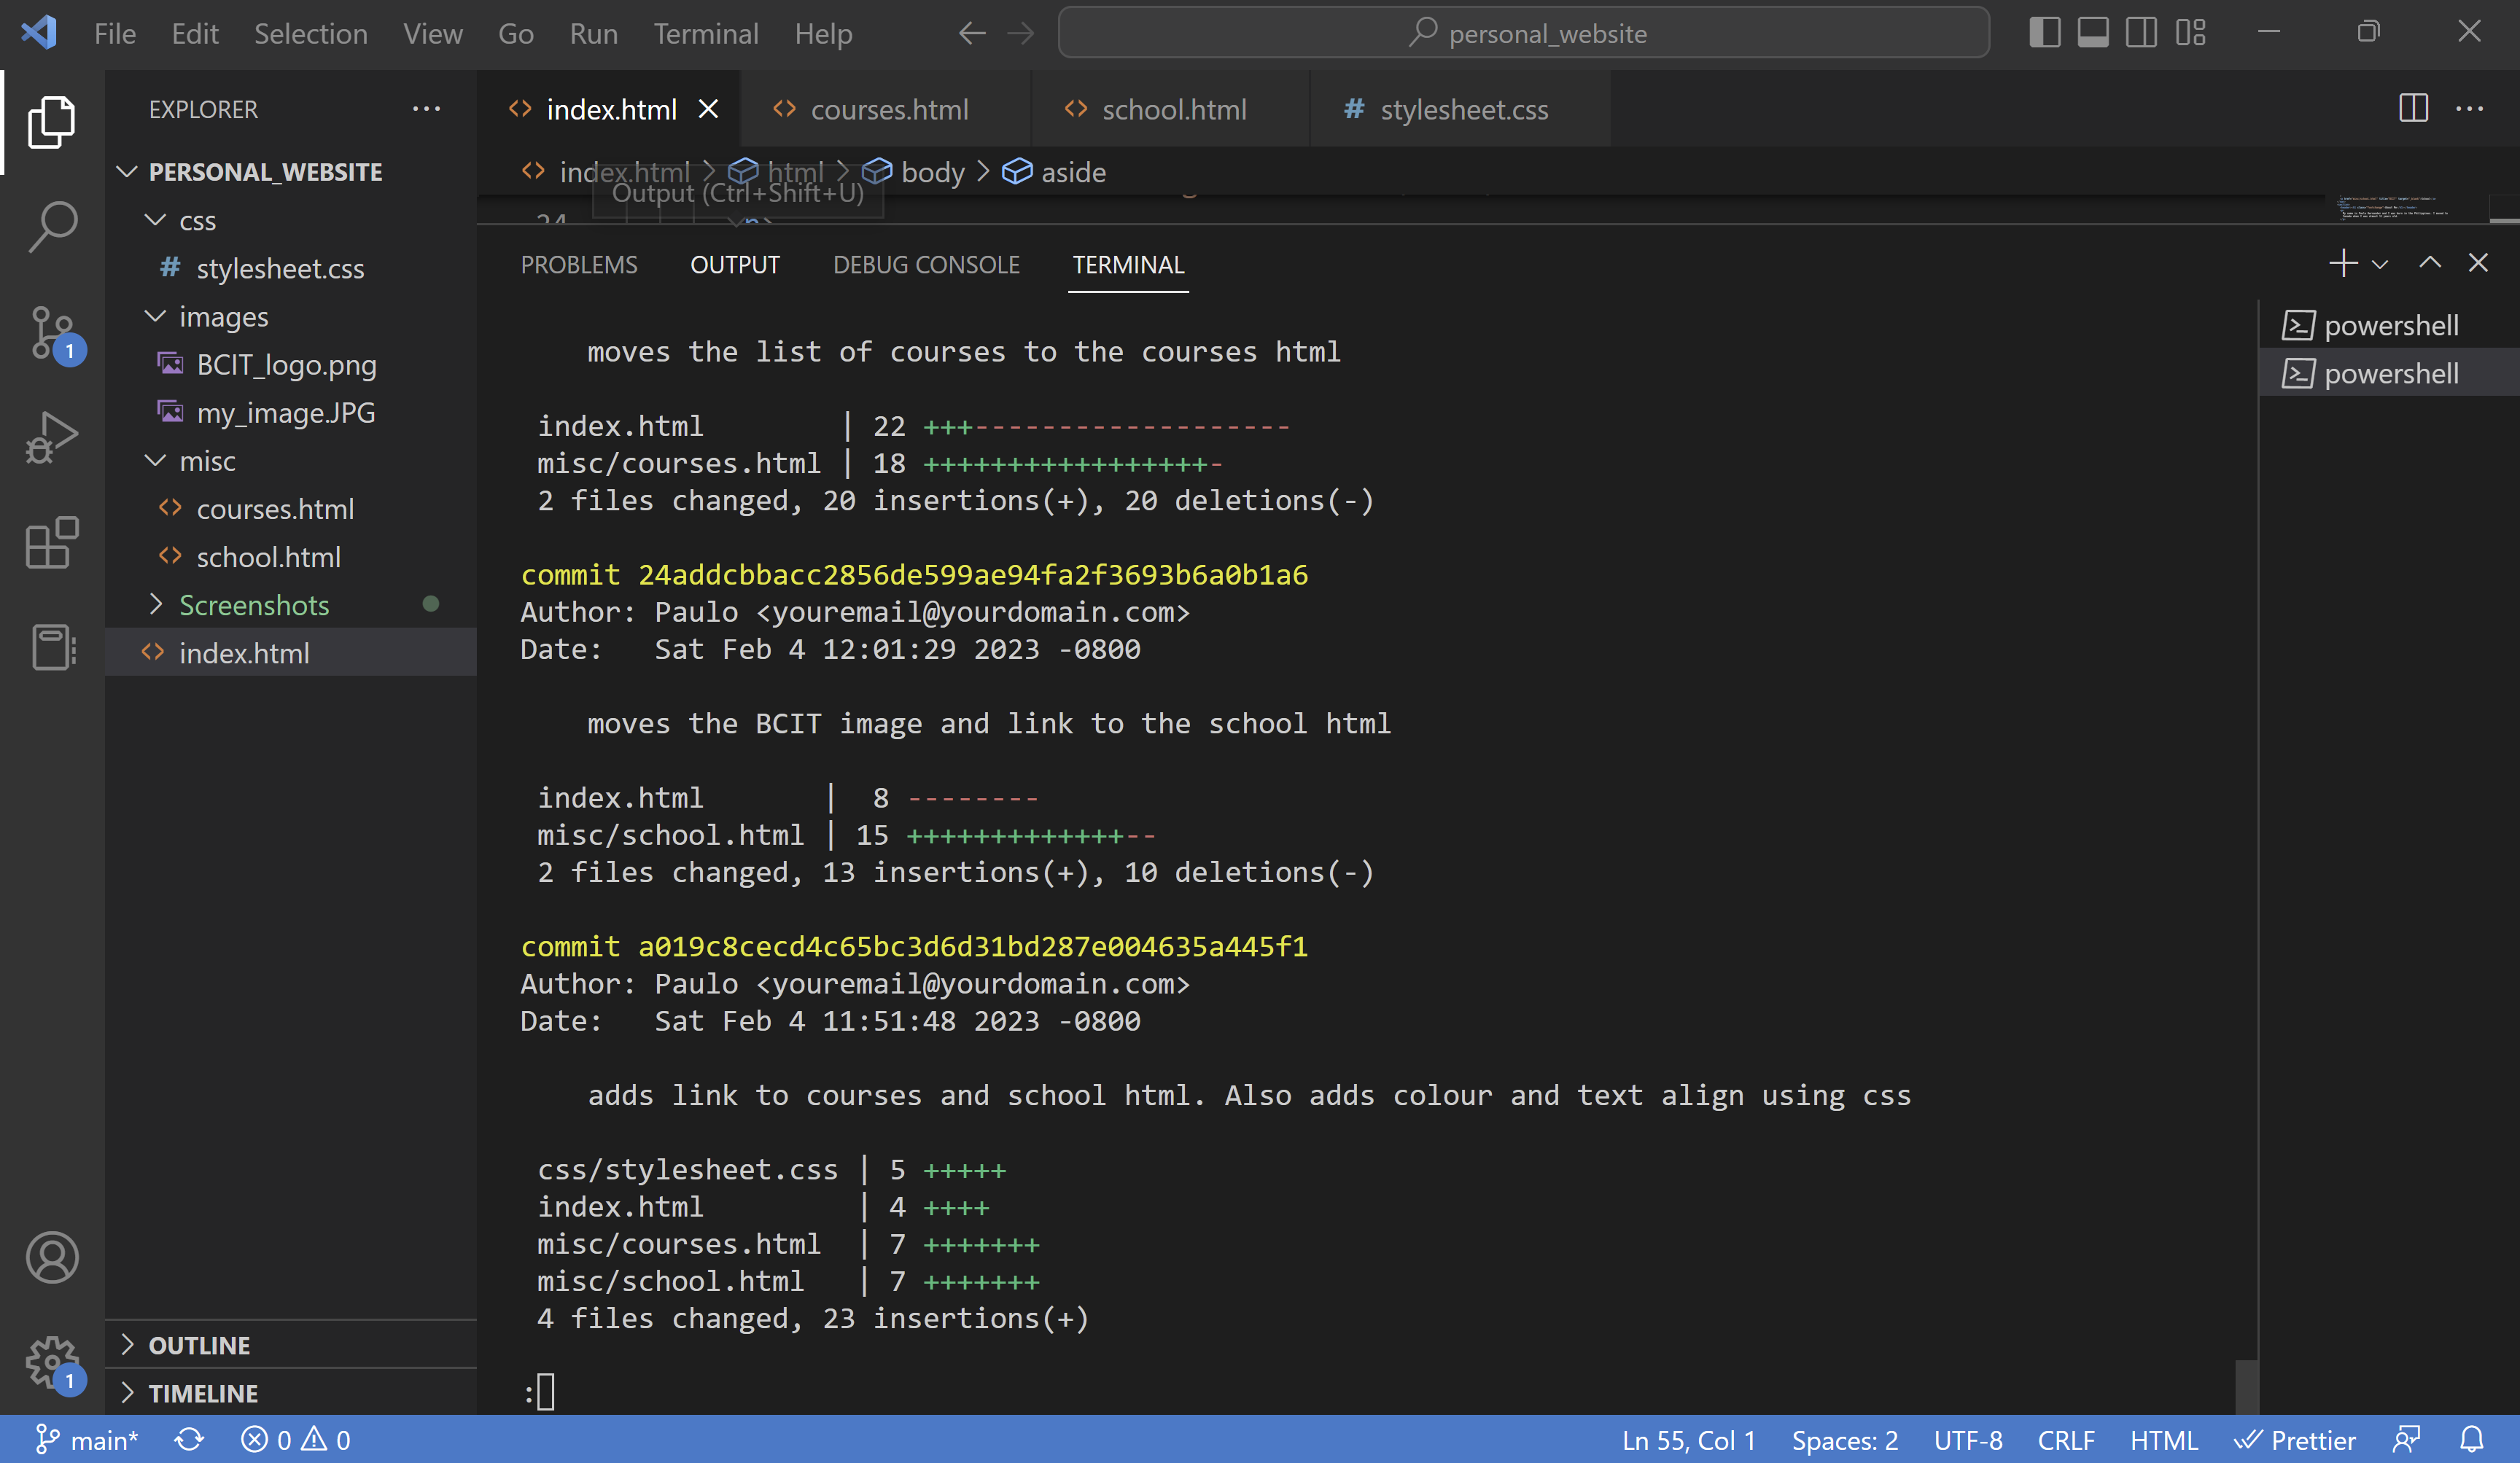 File Edit Selection View Go Run Terminal Help personal_website
EXPLORER
PERSONAL_WEBSITE
css
# stylesheet.css
images
BCIT_logo.png
my_image.JPG
misc
<> courses.html
<> school.html
Screenshots
<> index.html
OUTLINE
TIMELINE
1
1
<> index.html <> courses.html <> school.html # stylesheet.css
<> index.html > html > body > aside
Output (Ctrl+Shift+U)
24
PROBLEMS OUTPUT DEBUG CONSOLE TERMINAL
moves the list of courses to the courses html
index.html | 22 +++-------------------
misc/courses.html | 18 +++++++++++++++++-
2 files changed, 20 insertions(+), 20 deletions(-)
commit 24addcbbacc2856de599ae94fa2f3693b6a0b1a6
Author: Paulo <youremail@yourdomain.com>
Date: Sat Feb 4 12:01:29 2023 -0800
moves the BCIT image and link to the school html
index.html | 8 --------
misc/school.html | 15 +++++++++++++--
2 files changed, 13 insertions(+), 10 deletions(-)
commit a019c8cecd4c65bc3d6d31bd287e004635a445f1
Author: Paulo <youremail@yourdomain.com>
Date: Sat Feb 4 11:51:48 2023 -0800
adds link to courses and school html. Also adds colour and text align using css
css/stylesheet.css | 5 +++++
index.html | 4 ++++
misc/courses.html | 7 +++++++
misc/school.html | 7 +++++++
4 files changed, 23 insertions(+)
:
powershell
powershell
main* 0 0 Ln 55, Col 1 Spaces: 2 UTF-8 CRLF HTML Prettier